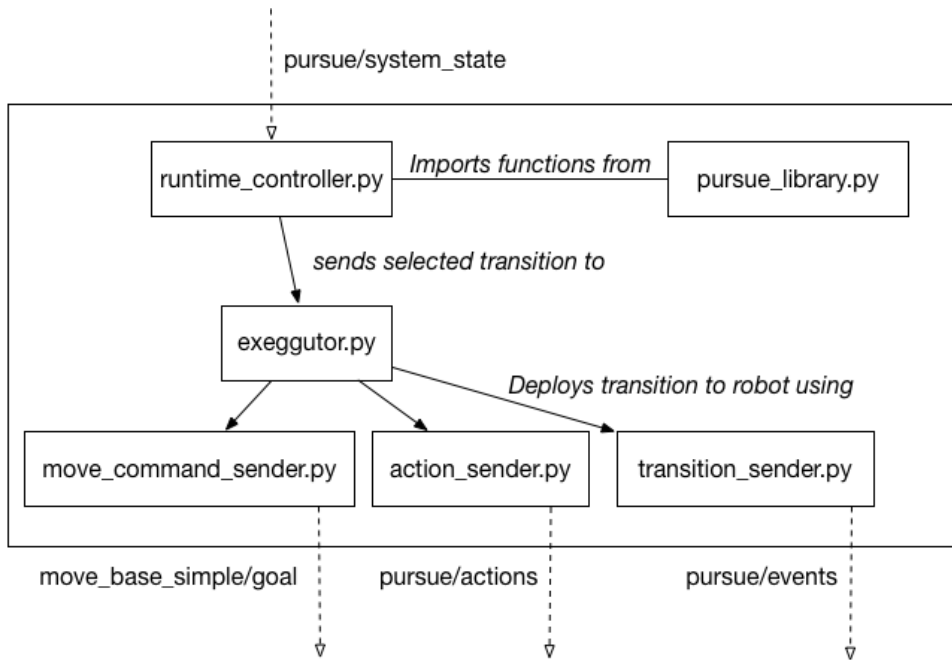 pursue/system_state
runtime_controller.py
Imports functions from
pursue_library.py
sends selected transition to
exeggutor.py
Deploys transition to robot using
move_command_sender.py
action_sender.py
transition_sender.py
move_base_simple/goal
pursue/actions
pursue/events